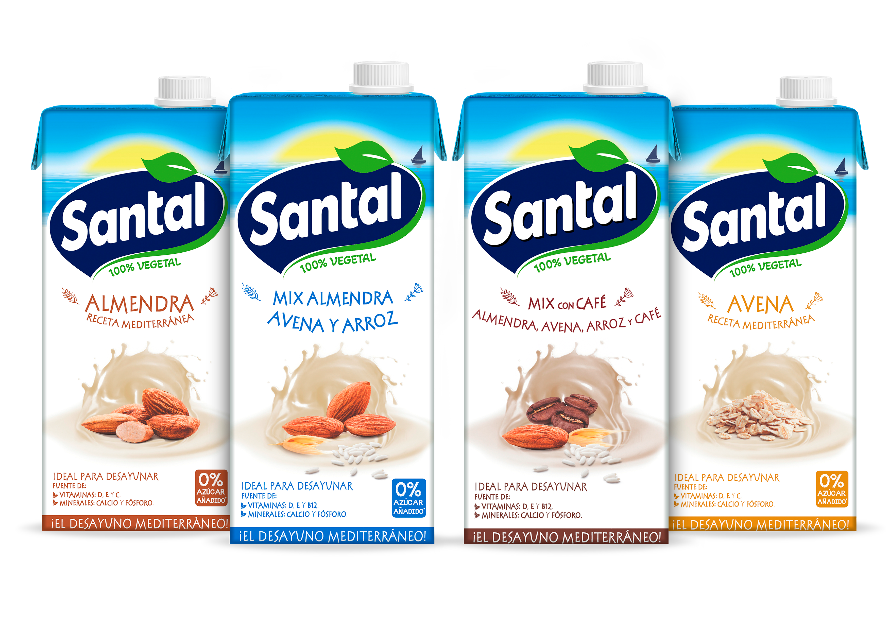 Santal
100% VEGETAL
ALMENDRA
RECETA MEDITERRÁNEA
IDEAL PARA DESAYUNAR
FUENTE DE:
VITAMINAS: D, E Y C
MINERALES: CALCIO Y FÓSFORO
0%
AZÚCAR
AÑADIDO*
¡EL DESAYUNO MEDITERRÁNEO!
Santal
100% VEGETAL
MIX ALMENDRA
AVENA Y ARROZ
IDEAL PARA DESAYUNAR
FUENTE DE:
VITAMINAS: D, E Y B12
MINERALES: CALCIO Y FÓSFORO
0%
AZÚCAR
AÑADIDO*
¡EL DESAYUNO MEDITERRÁNEO!
Santal
100% VEGETAL
MIX CON CAFÉ
ALMENDRA, AVENA, ARROZ Y CAFÉ
IDEAL PARA DESAYUNAR
FUENTE DE:
VITAMINAS: D, E Y B12.
MINERALES: CALCIO Y FÓSFORO.
¡EL DESAYUNO MEDITERRÁNEO!
Santal
100% VEGETAL
AVENA
RECETA MEDITERRÁNEA
IDEAL PARA DESAYUNAR
FUENTE DE:
VITAMINAS: D, E Y C
MINERALES: CALCIO Y FÓSFORO
0%
AZÚCAR
AÑADIDO*
¡EL DESAYUNO MEDITERRÁNEO!